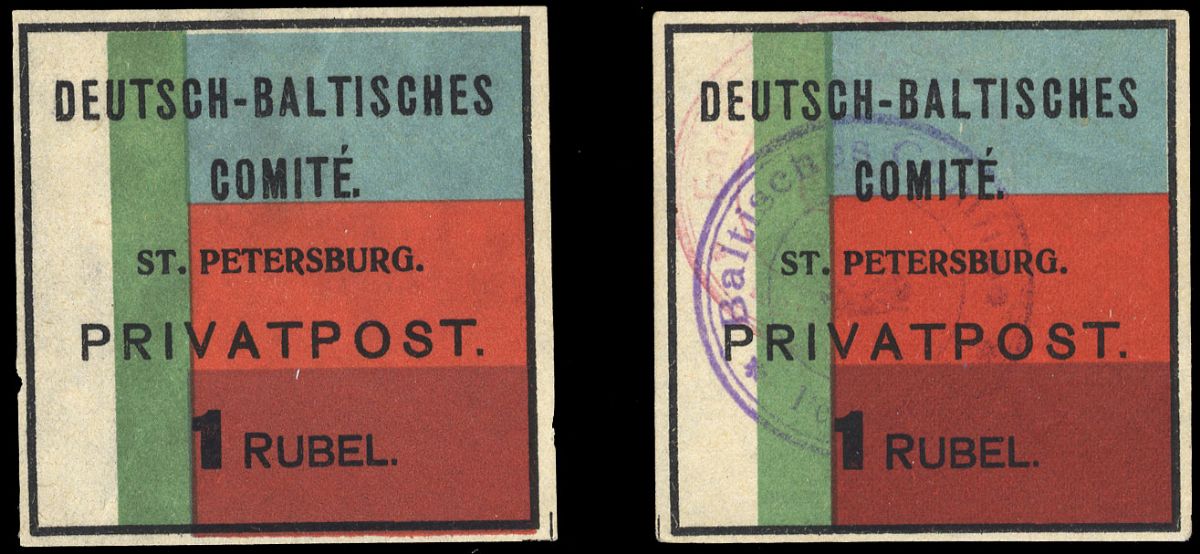 DEUTSCH-BALTISCHES
COMITÉ.
ST. PETERSBURG.
PRIVATPOST.
1 RUBEL.
DEUTSCH-BALTISCHES
COMITÉ.
ST. PETERSBURG.
PRIVATPOST.
1 RUBEL.
Baltisches